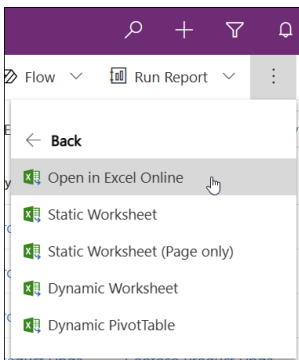 Flow
Run Report
Back
Open in Excel Online
Static Worksheet
Static Worksheet (Page only)
Dynamic Worksheet
Dynamic PivotTable